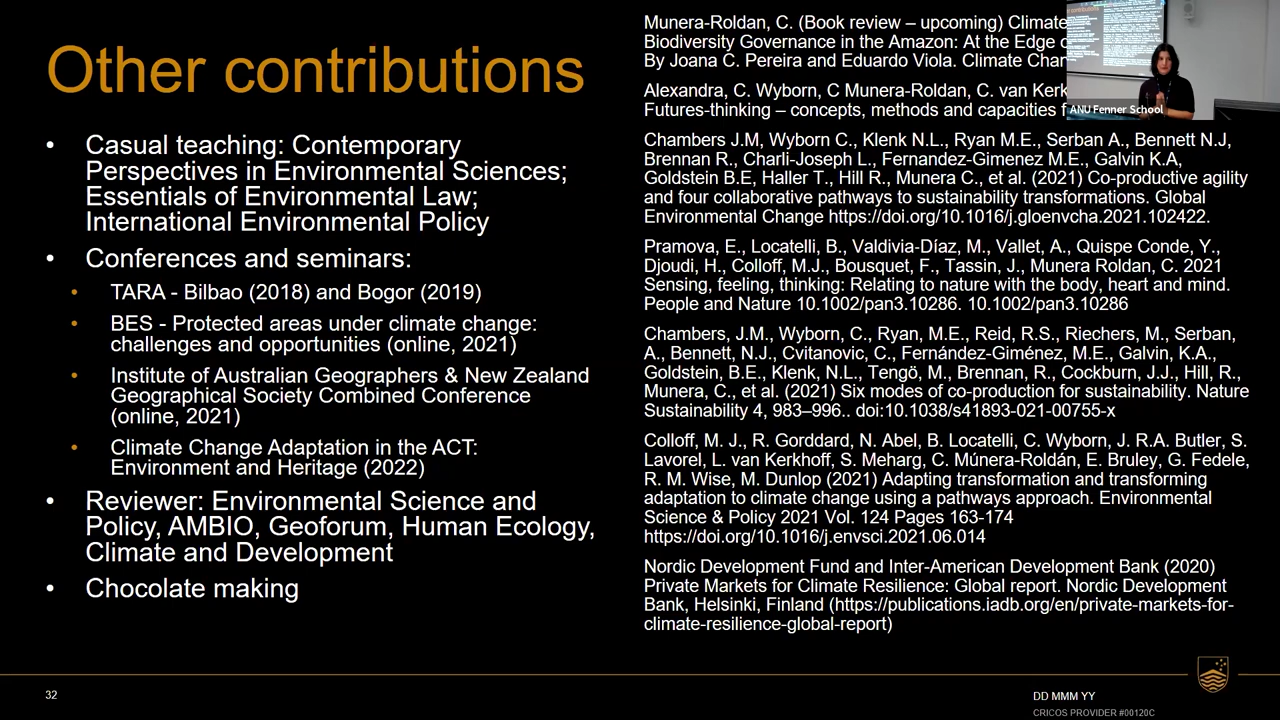 Other contributions
• Casual teaching: Contemporary
Perspectives in Environmental Sciences;
Essentials of Environmental Law;
International Environmental Policy
• Conferences and seminars:
• TARA - Bilbao (2018) and Bogor (2019)
• BES - Protected areas under climate change:
challenges and opportunities (online, 2021)
• Institute of Australian Geographers & New Zealand
Geographical Society Combined Conference
(online, 2021)
• Climate Change Adaptation in the ACT:
Environment and Heritage (2022)
• Reviewer: Environmental Science and
Policy, AMBIO, Geoforum, Human Ecology,
Climate and Development
• Chocolate making
Munera-Roldan, C. (Book review – upcoming) Climate
Biodiversity Governance in the Amazon: At the Edge
By Joana C. Pereira and Eduardo Viola. Climate
Alexandra, C. Wyborn, C Munera-Roldan, C. van
Futures-thinking – concepts, methods and capacities
Chambers J.M, Wyborn C., Klenk N.L., Ryan M.E., Serban A., Bennett N.J,
Brennan R., Charli-Joseph L., Fernandez-Gimenez M.E., Galvin K.A,
Goldstein B.E, Haller T., Hill R., Munera C., et al. (2021) Co-productive agility
and four collaborative pathways to sustainability transformations. Global
Environmental Change https://doi.org/10.1016/j.gloenvcha.2021.102422.
Pramova, E., Locatelli, B., Valdivia-Díaz, M., Vallet, A., Quispe Conde, Y.,
Djoudi, H., Colloff, M.J., Bousquet, F., Tassin, J., Munera Roldan, C. 2021
Sensing, feeling, thinking: Relating to nature with the body, heart and mind.
People and Nature 10.1002/pan3.10286. 10.1002/pan3.10286
Chambers, J.M., Wyborn, C., Ryan, M.E., Reid, R.S., Riechers, M., Serban,
A., Bennett, N.J., Cvitanovic, C., Fernández-Giménez, M.E., Galvin, K.A.,
Goldstein, B.E., Klenk, N.L., Tengö, M., Brennan, R., Cockburn, J.J., Hill, R.,
Munera, C., et al. (2021) Six modes of co-production for sustainability. Nature
Sustainability 4, 983–996.. doi:10.1038/s41893-021-00755-x
Colloff, M. J., R. Gorddard, N. Abel, B. Locatelli, C. Wyborn, J. R.A. Butler, S.
Lavorel, L. van Kerkhoff, S. Meharg, C. Múnera-Roldán, E. Bruley, G. Fedele,
R. M. Wise, M. Dunlop (2021) Adapting transformation and transforming
adaptation to climate change using a pathways approach. Environmental
Science & Policy 2021 Vol. 124 Pages 163-174
https://doi.org/10.1016/j.envsci.2021.06.014
Nordic Development Fund and Inter-American Development Bank (2020)
Private Markets for Climate Resilience: Global report. Nordic Development
Bank, Helsinki, Finland (https://publications.iadb.org/en/private-markets-for-
climate-resilience-global-report)
ANU Fenner School
32
DD MMM YY
CRICOS PROVIDER #00120C